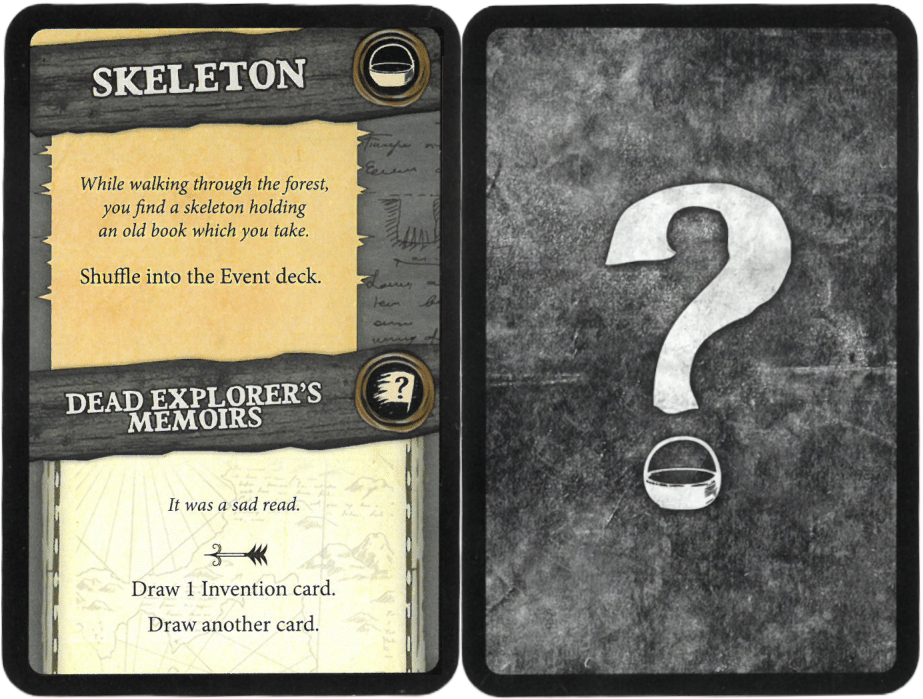 SKELETON
While walking through the forest,
you find a skeleton holding
an old book which you take.
Shuffle into the Event deck.
?
DEAD EXPLORER'S
MEMOIRS
It was a sad read.
Draw 1 Invention card.
Draw another card.
?